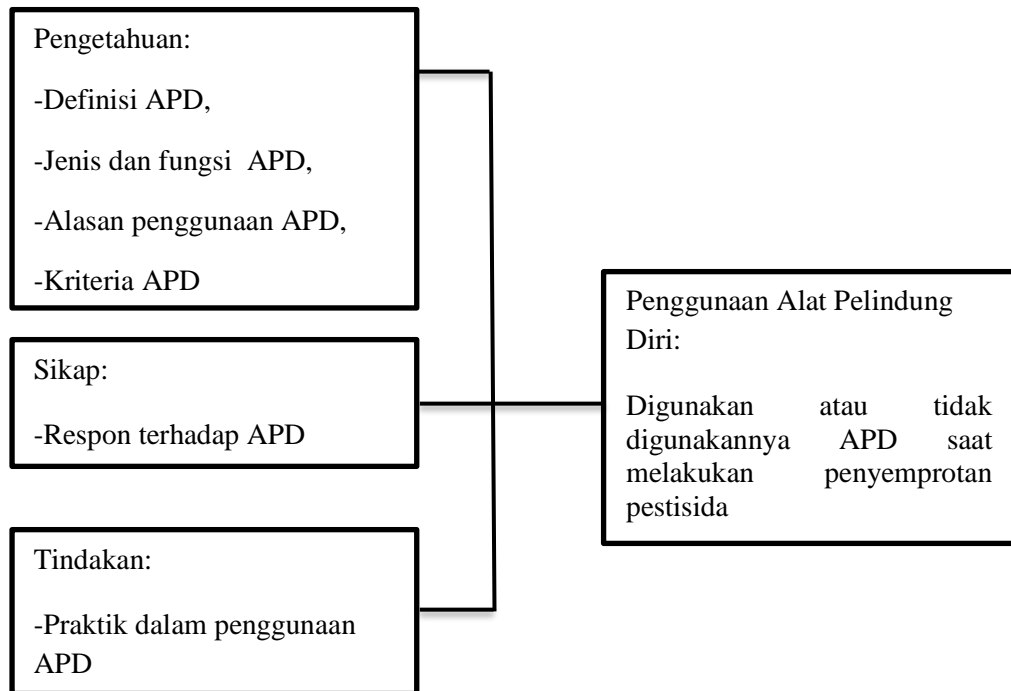 Pengetahuan:
-Definisi APD,
-Jenis dan fungsi APD,
-Alasan penggunaan APD,
-Kriteria APD
Sikap:
-Respon terhadap APD
Tindakan:
-Praktik dalam penggunaan
APD
Penggunaan Alat Pelindung
Diri:
Digunakan atau tidak
digunakannya APD saat
melakukan penyemprotan
pestisida